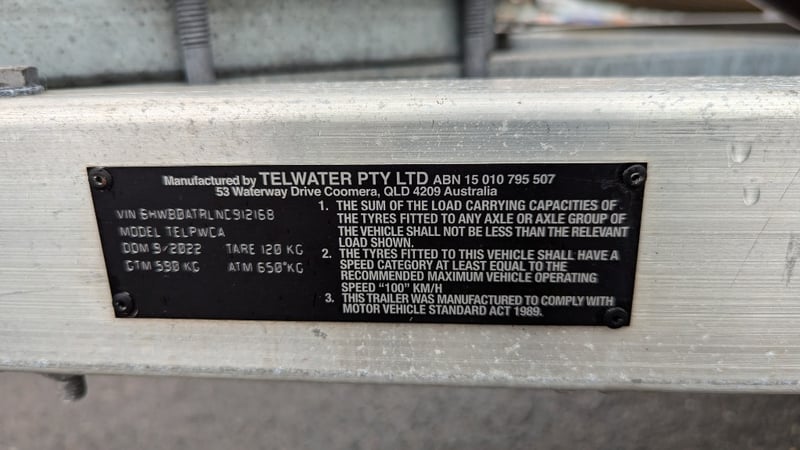 Manufactured by TELWATER PTY LTD ABN 15 010 795 507
53 Waterway Drive Coomera, QLD 4209 Australia
VIN 6HWBDATRLNC912168
MODEL TELPWCA
DOM 9/2022 TARE 120 KG
GTM 590 KG ATM 650*KG
1. THE SUM OF THE LOAD CARRYING CAPACITIES OF
THE TYRES FITTED TO ANY AXLE OR AXLE GROUP OF
THE VEHICLE SHALL NOT BE LESS THAN THE RELEVANT
LOAD SHOWN.
2. THE TYRES FITTED TO THIS VEHICLE SHALL HAVE A
SPEED CATEGORY AT LEAST EQUAL TO THE
RECOMMENDED MAXIMUM VEHICLE OPERATING
SPEED "100" KM/H
3. THIS TRAILER WAS MANUFACTURED TO COMPLY WITH
MOTOR VEHICLE STANDARD ACT 1989.